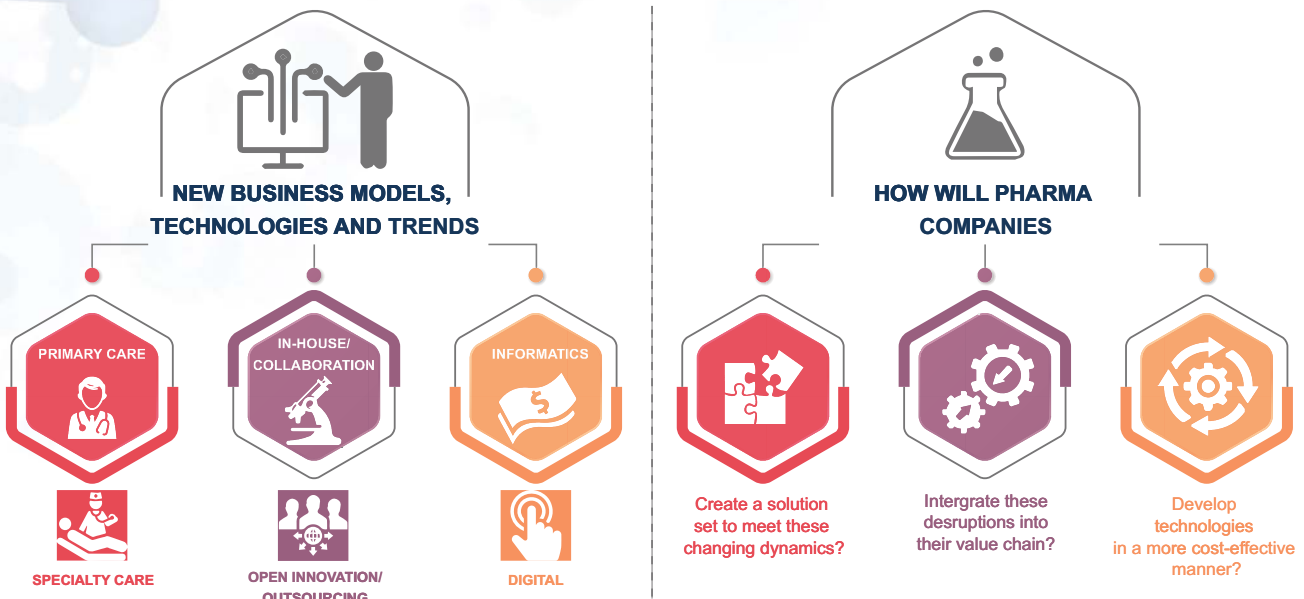 NEW BUSINESS MODELS,
TECHNOLOGIES AND TRENDS
PRIMARY CARE
IN-HOUSE/
COLLABORATION
INFORMATICS
$
SPECIALTY CARE
OPEN INNOVATION/
OUTSOURCING
DIGITAL
HOW WILL PHARMA
COMPANIES
Create a solution
set to meet these
changing dynamics?
Intergrate these
desruptions into
their value chain?
Develop
technologies
in a more cost-effective
manner?